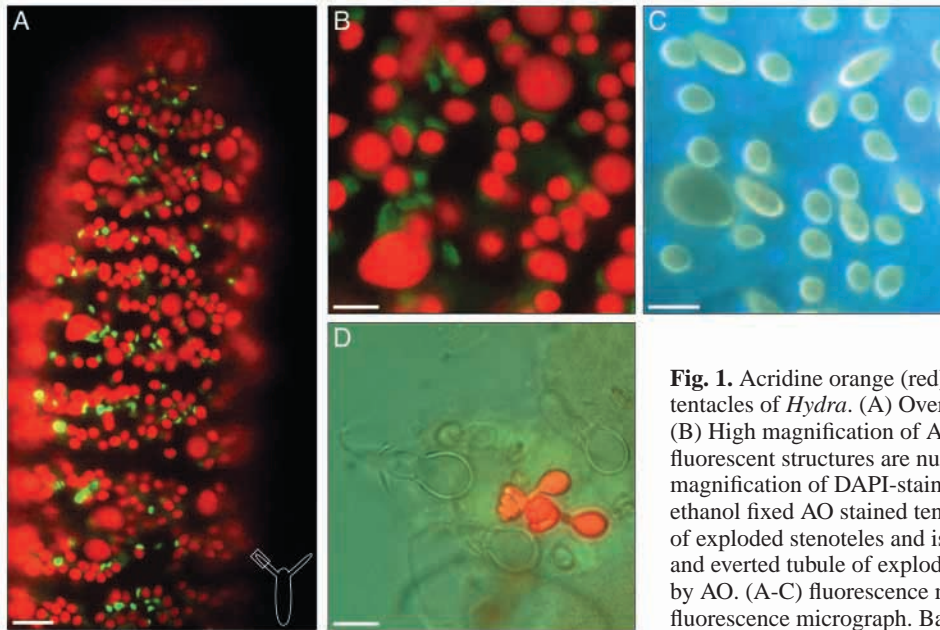 A
B
C
D
Fig. 1. Acridine orange (red)
tentacles of Hydra. (A) Over
(B) High magnification of A
fluorescent structures are nu
magnification of DAPI-stain
ethanol fixed AO stained ten
of exploded stenoteles and is
and everted tubule of explod
by AO. (A-C) fluorescence
fluorescence micrograph. Ba